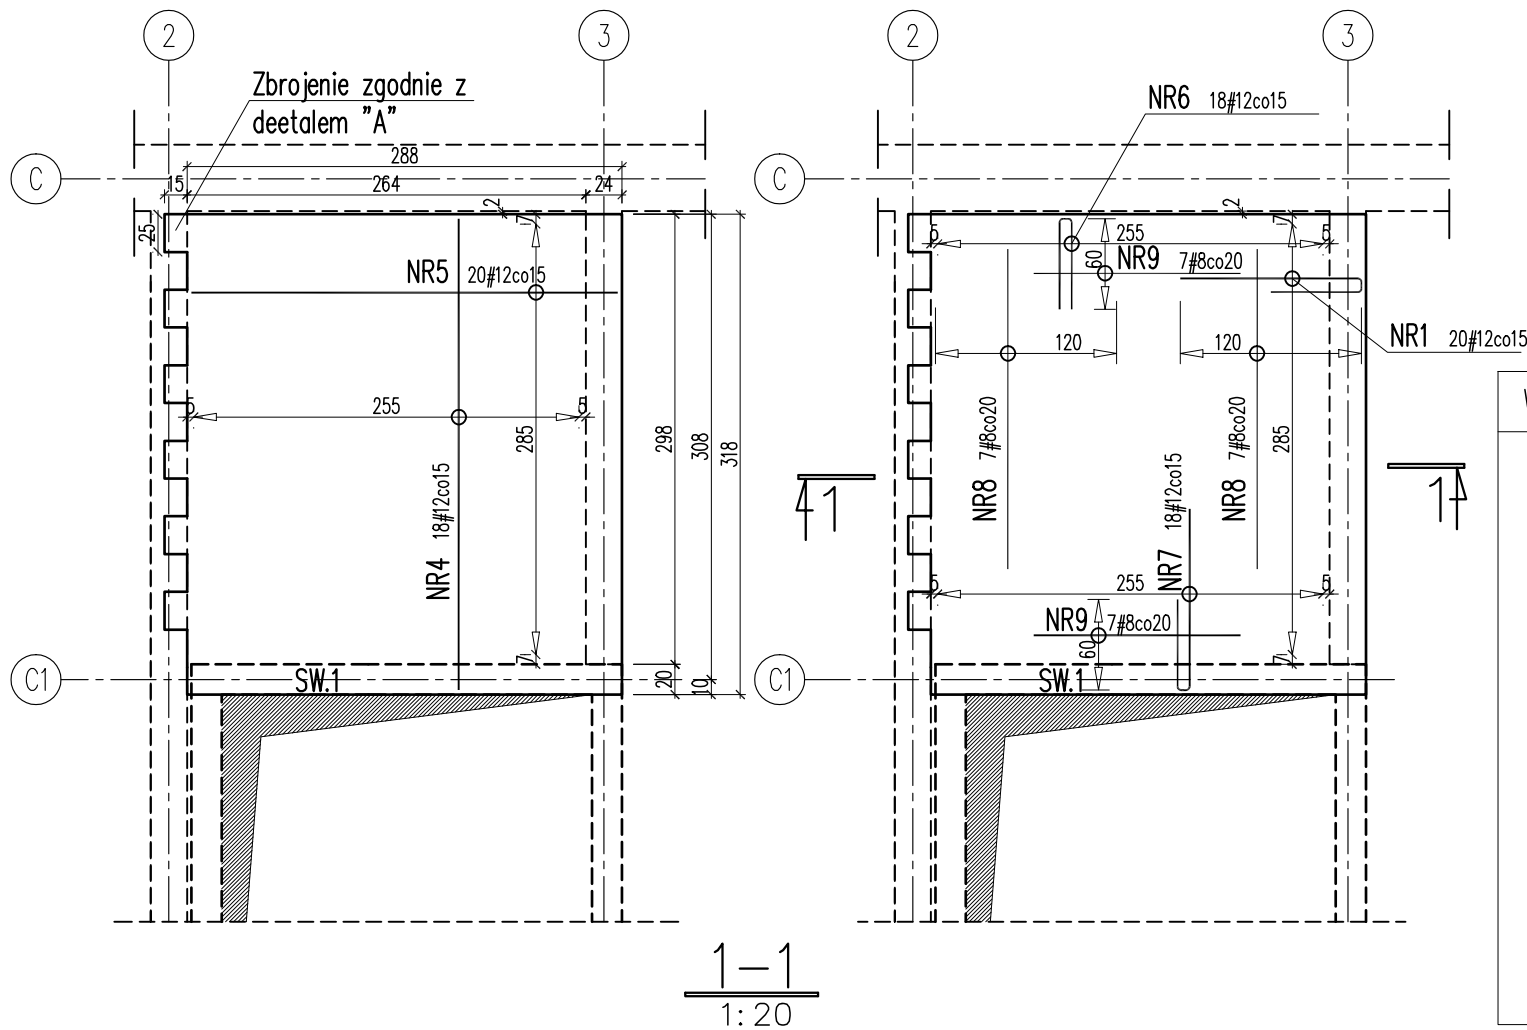 2
3
2
3
Zbrojenie zgodnie z
deetalem "A"
NR6 18#12co15
288
C
C
15
264
24
2
7
25
2
7
5
255
5
60
NR9 7#8co20
NR5 20#12co15
120
120
NR1 20#12co15
5
255
5
285
298
308
318
NR4 18#12co15
NR8 7#8co20
NR8 7#8co20
285
NR7 18#12co15
1
1
5
255
5
NR9 7#8co20
60
7
7
C1
SW.1
20
10
C1
SW.1
1-1
1:20